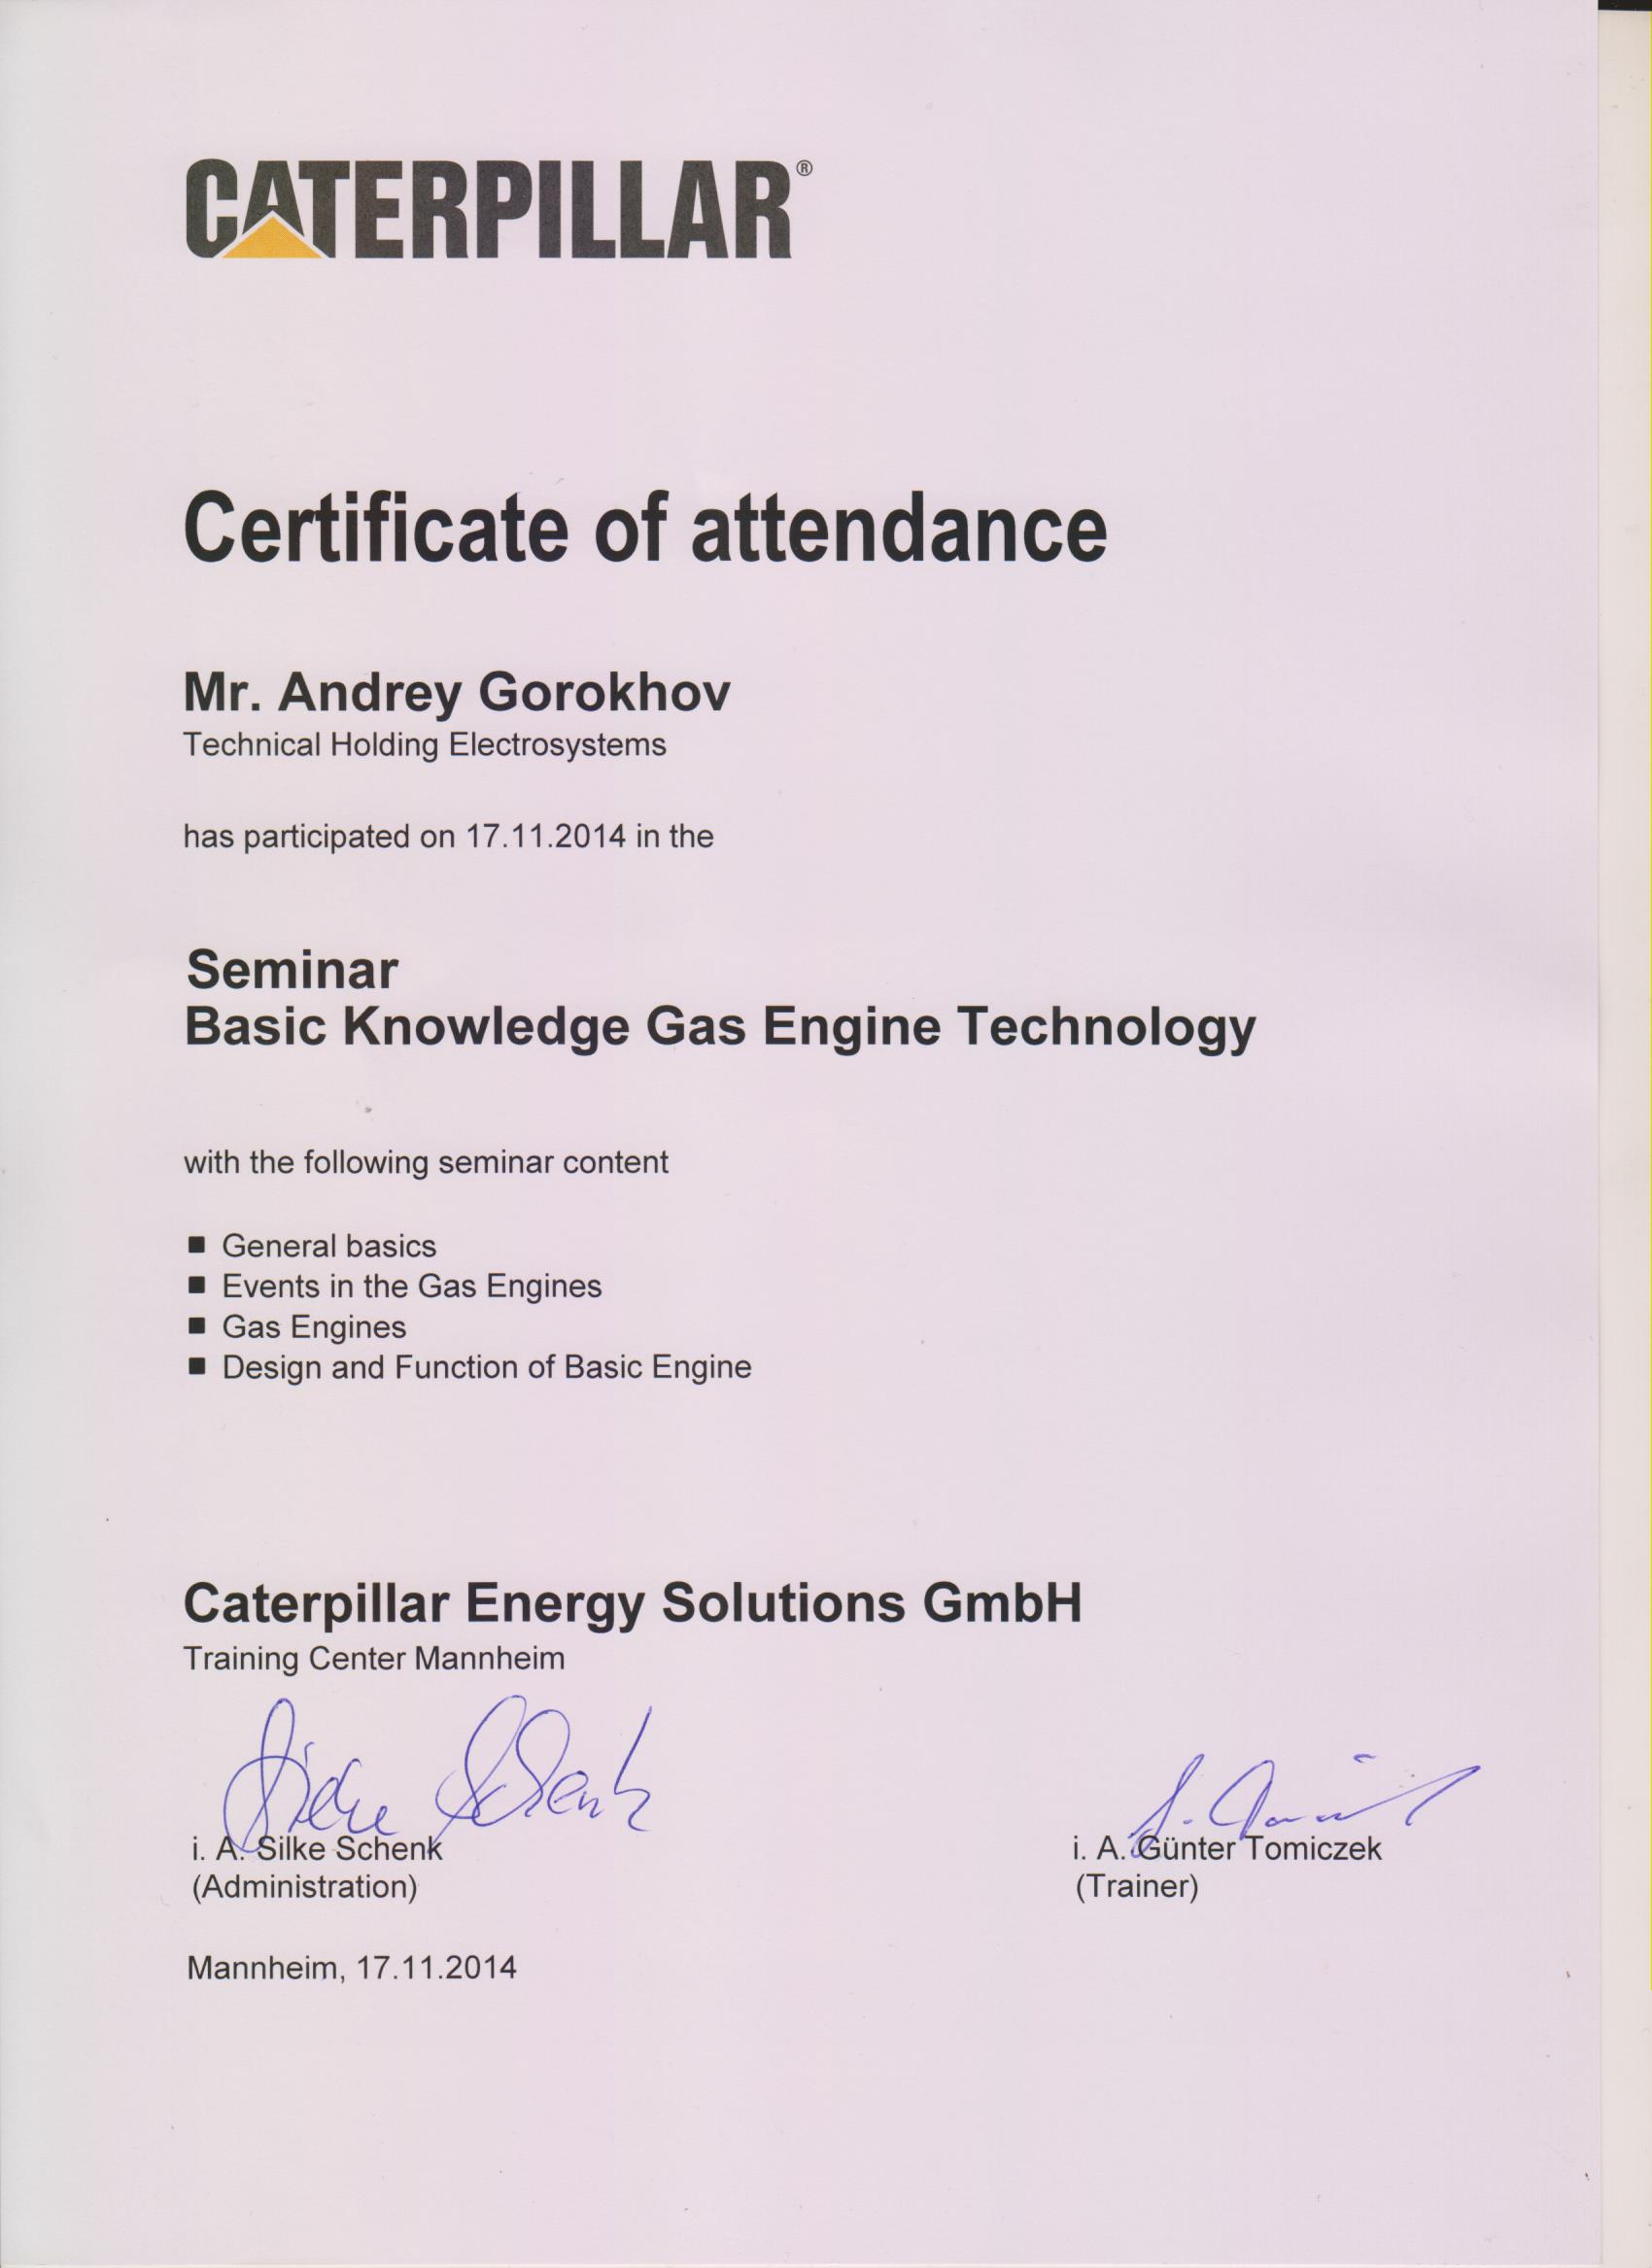 CATERPILLAR®
Certificate of attendance
Mr. Andrey Gorokhov
Technical Holding Electrosystems
has participated on 17.11.2014 in the
Seminar
Basic Knowledge Gas Engine Technology
with the following seminar content
■ General basics
■ Events in the Gas Engines
■ Gas Engines
■ Design and Function of Basic Engine
Caterpillar Energy Solutions GmbH
Training Center Mannheim
Silke Schenk
i. A. Silke Schenk
(Administration)
i. A. Günter Tomiczek
(Trainer)
Mannheim, 17.11.2014